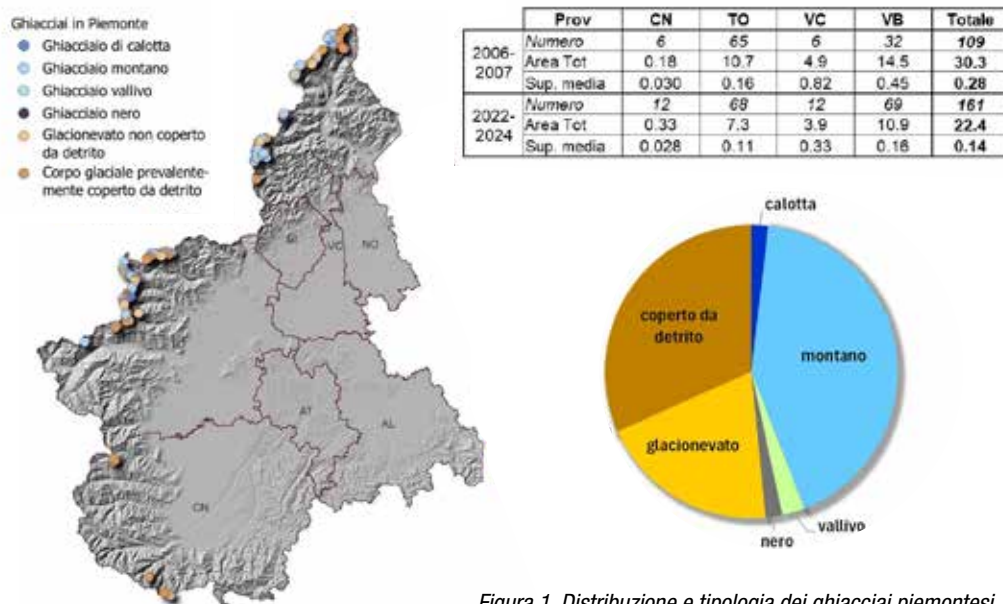 Ghiacciai in Piemonte
Ghiacciaio di calotta
Ghiacciaio montano
Ghiacciaio vallivo
Ghiacciaio nero
Glacionevato non coperto
da detrito
Corpo glaciale prevalente-
mente coperto da detrito
Prov CN TO VC VB Totale
2006-2007
Numero 6 65 6 32 109
Area Tot 0.18 10.7 4.9 14.5 30.3
Sup. media 0.030 0.16 0.82 0.45 0.28
2022-2024
Numero 12 68 12 69 161
Area Tot 0.33 7.3 3.9 10.9 22.4
Sup. media 0.028 0.11 0.33 0.16 0.14
BI
VC
NO
AT
AL
CN
calotta
montano
coperto da
detrito
glacionevato
vallivo
nero
Figura 1. Distribuzione e tipologia dei ghiacciai piemontesi